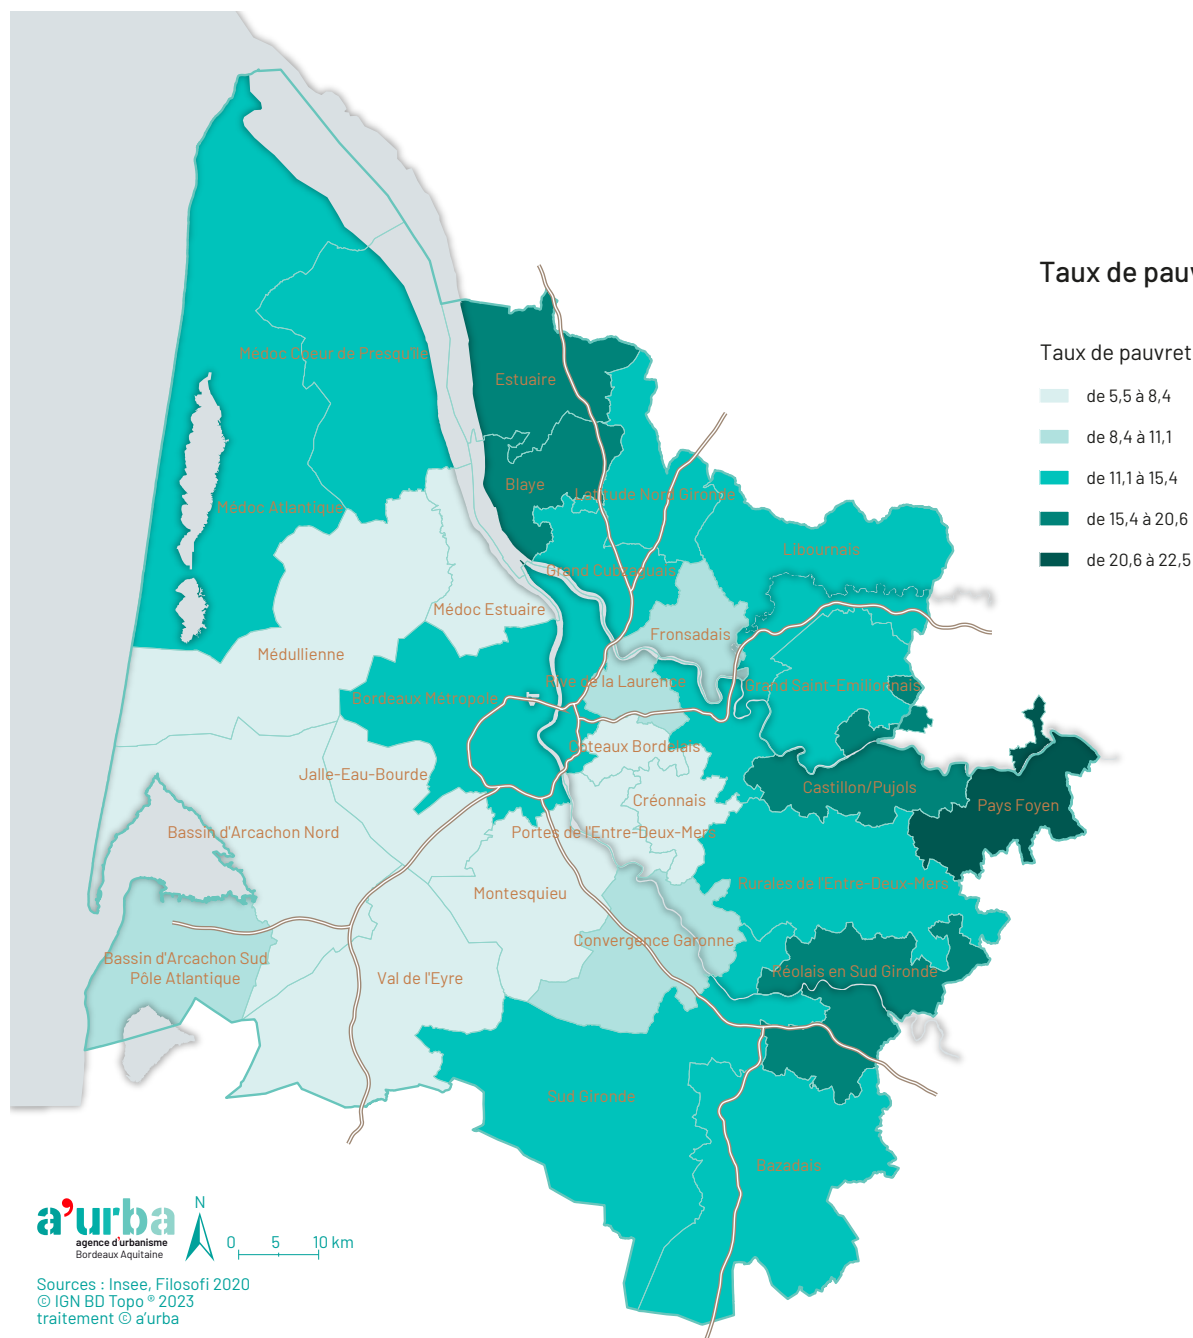 Taux de pauv
Taux de pauvret
de 5,5 à 8,4
de 8,4 à 11,1
de 11,1 à 15,4
de 15,4 à 20,6
de 20,6 à 22,5
Médoc Coeur de Presqu'île
Estuaire
Blaye
Latitude Nord Gironde
Médoc Atlantique
Libournais
Grand Cubzaguais
Médoc Estuaire
Fronsadais
Médullienne
Rive de la Laurence
Grand Saint-Emilionnais
Bordeaux Métropole
Coteaux Bordelais
Jalle-Eau-Bourde
Castillon/Pujols
Créonnais
Pays Foyen
Bassin d'Arcachon Nord
Portes de l'Entre-Deux-Mers
Rurales de l'Entre-Deux-Mers
Montesquieu
Convergence Garonne
Bassin d'Arcachon Sud
Pôle Atlantique
Val de l'Eyre
Réolais en Sud Gironde
Sud Gironde
Bazadais
a'urba
agence d'urbanisme
Bordeaux Aquitaine
N
0 5 10 km
Sources : Insee, Filosofi 2020
© IGN BD Topo ® 2023
traitement © a'urba